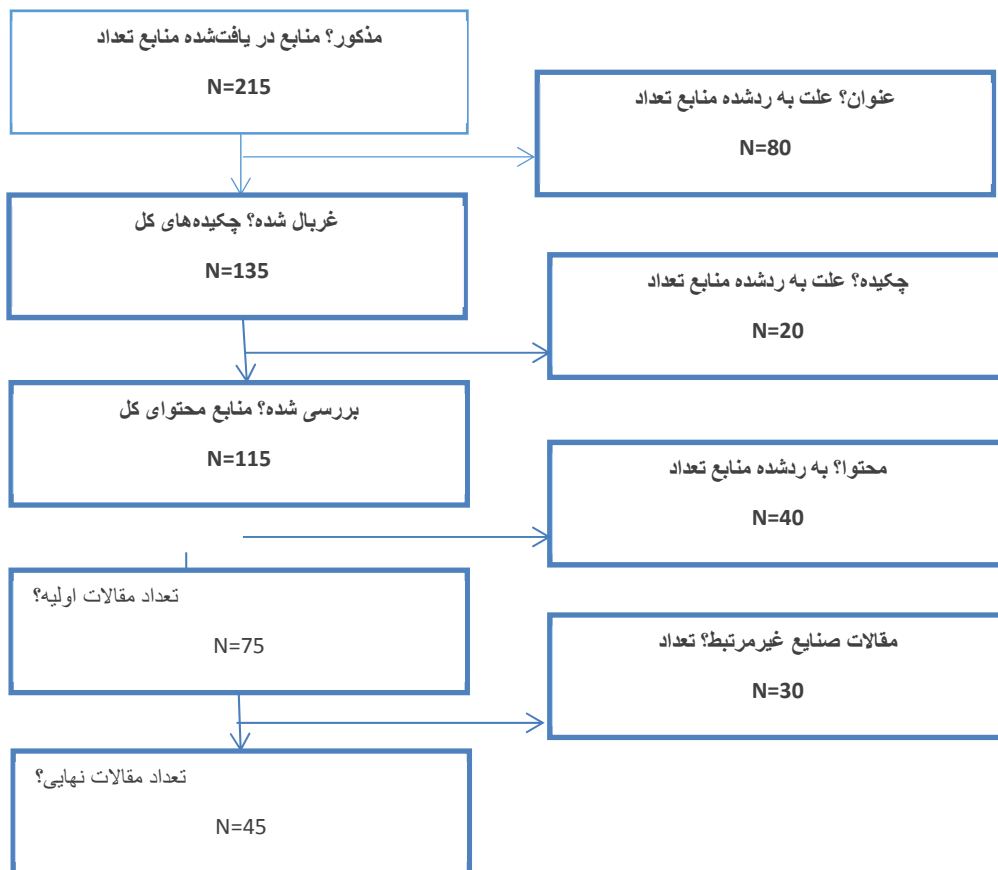 مذکور؟ منابع در یافت‌شده منابع تعداد
N=215
عنوان؟ علت به ردشده منابع تعداد
N=80
غربال شده؟ چکیده‌های کل
N=135
چکیده؟ علت به ردشده منابع تعداد
N=20
بررسی شده؟ منابع محتوای کل
N=115
محتوا؟ به ردشده منابع تعداد
N=40
تعداد مقالات اولیه؟
N=75
مقالات صنایع غیرمرتبط؟ تعداد
N=30
تعداد مقالات نهایی؟
N=45